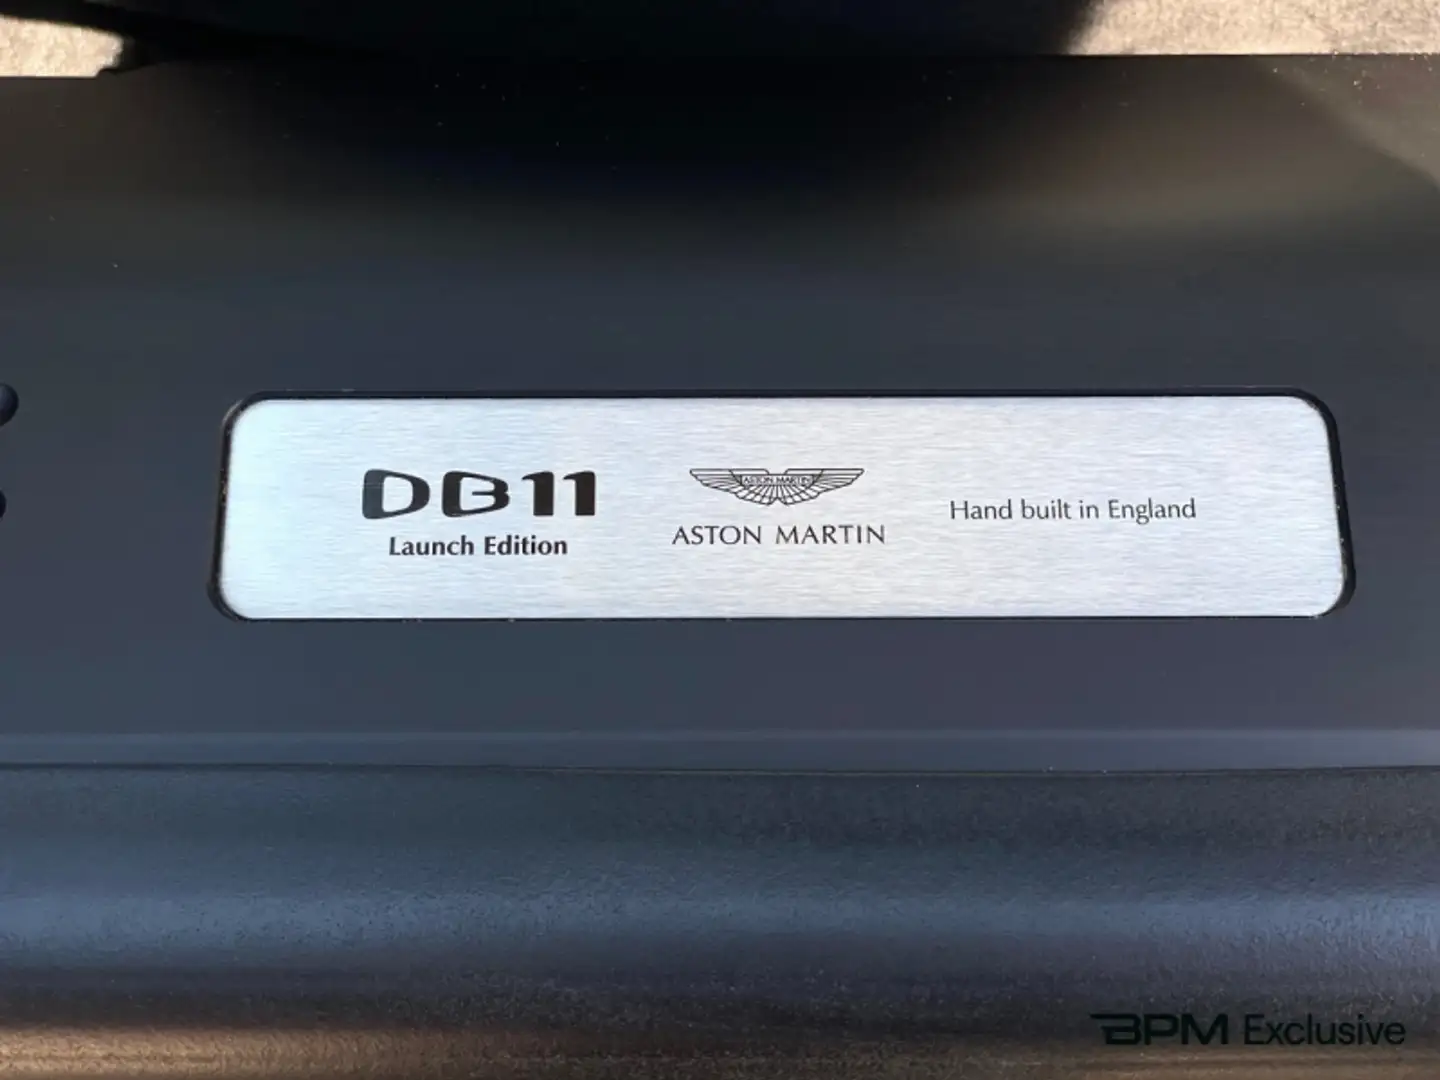 DB11
Launch Edition
ASTON MARTIN
ASTON MARTIN
Hand built in England
BPM Exclusive